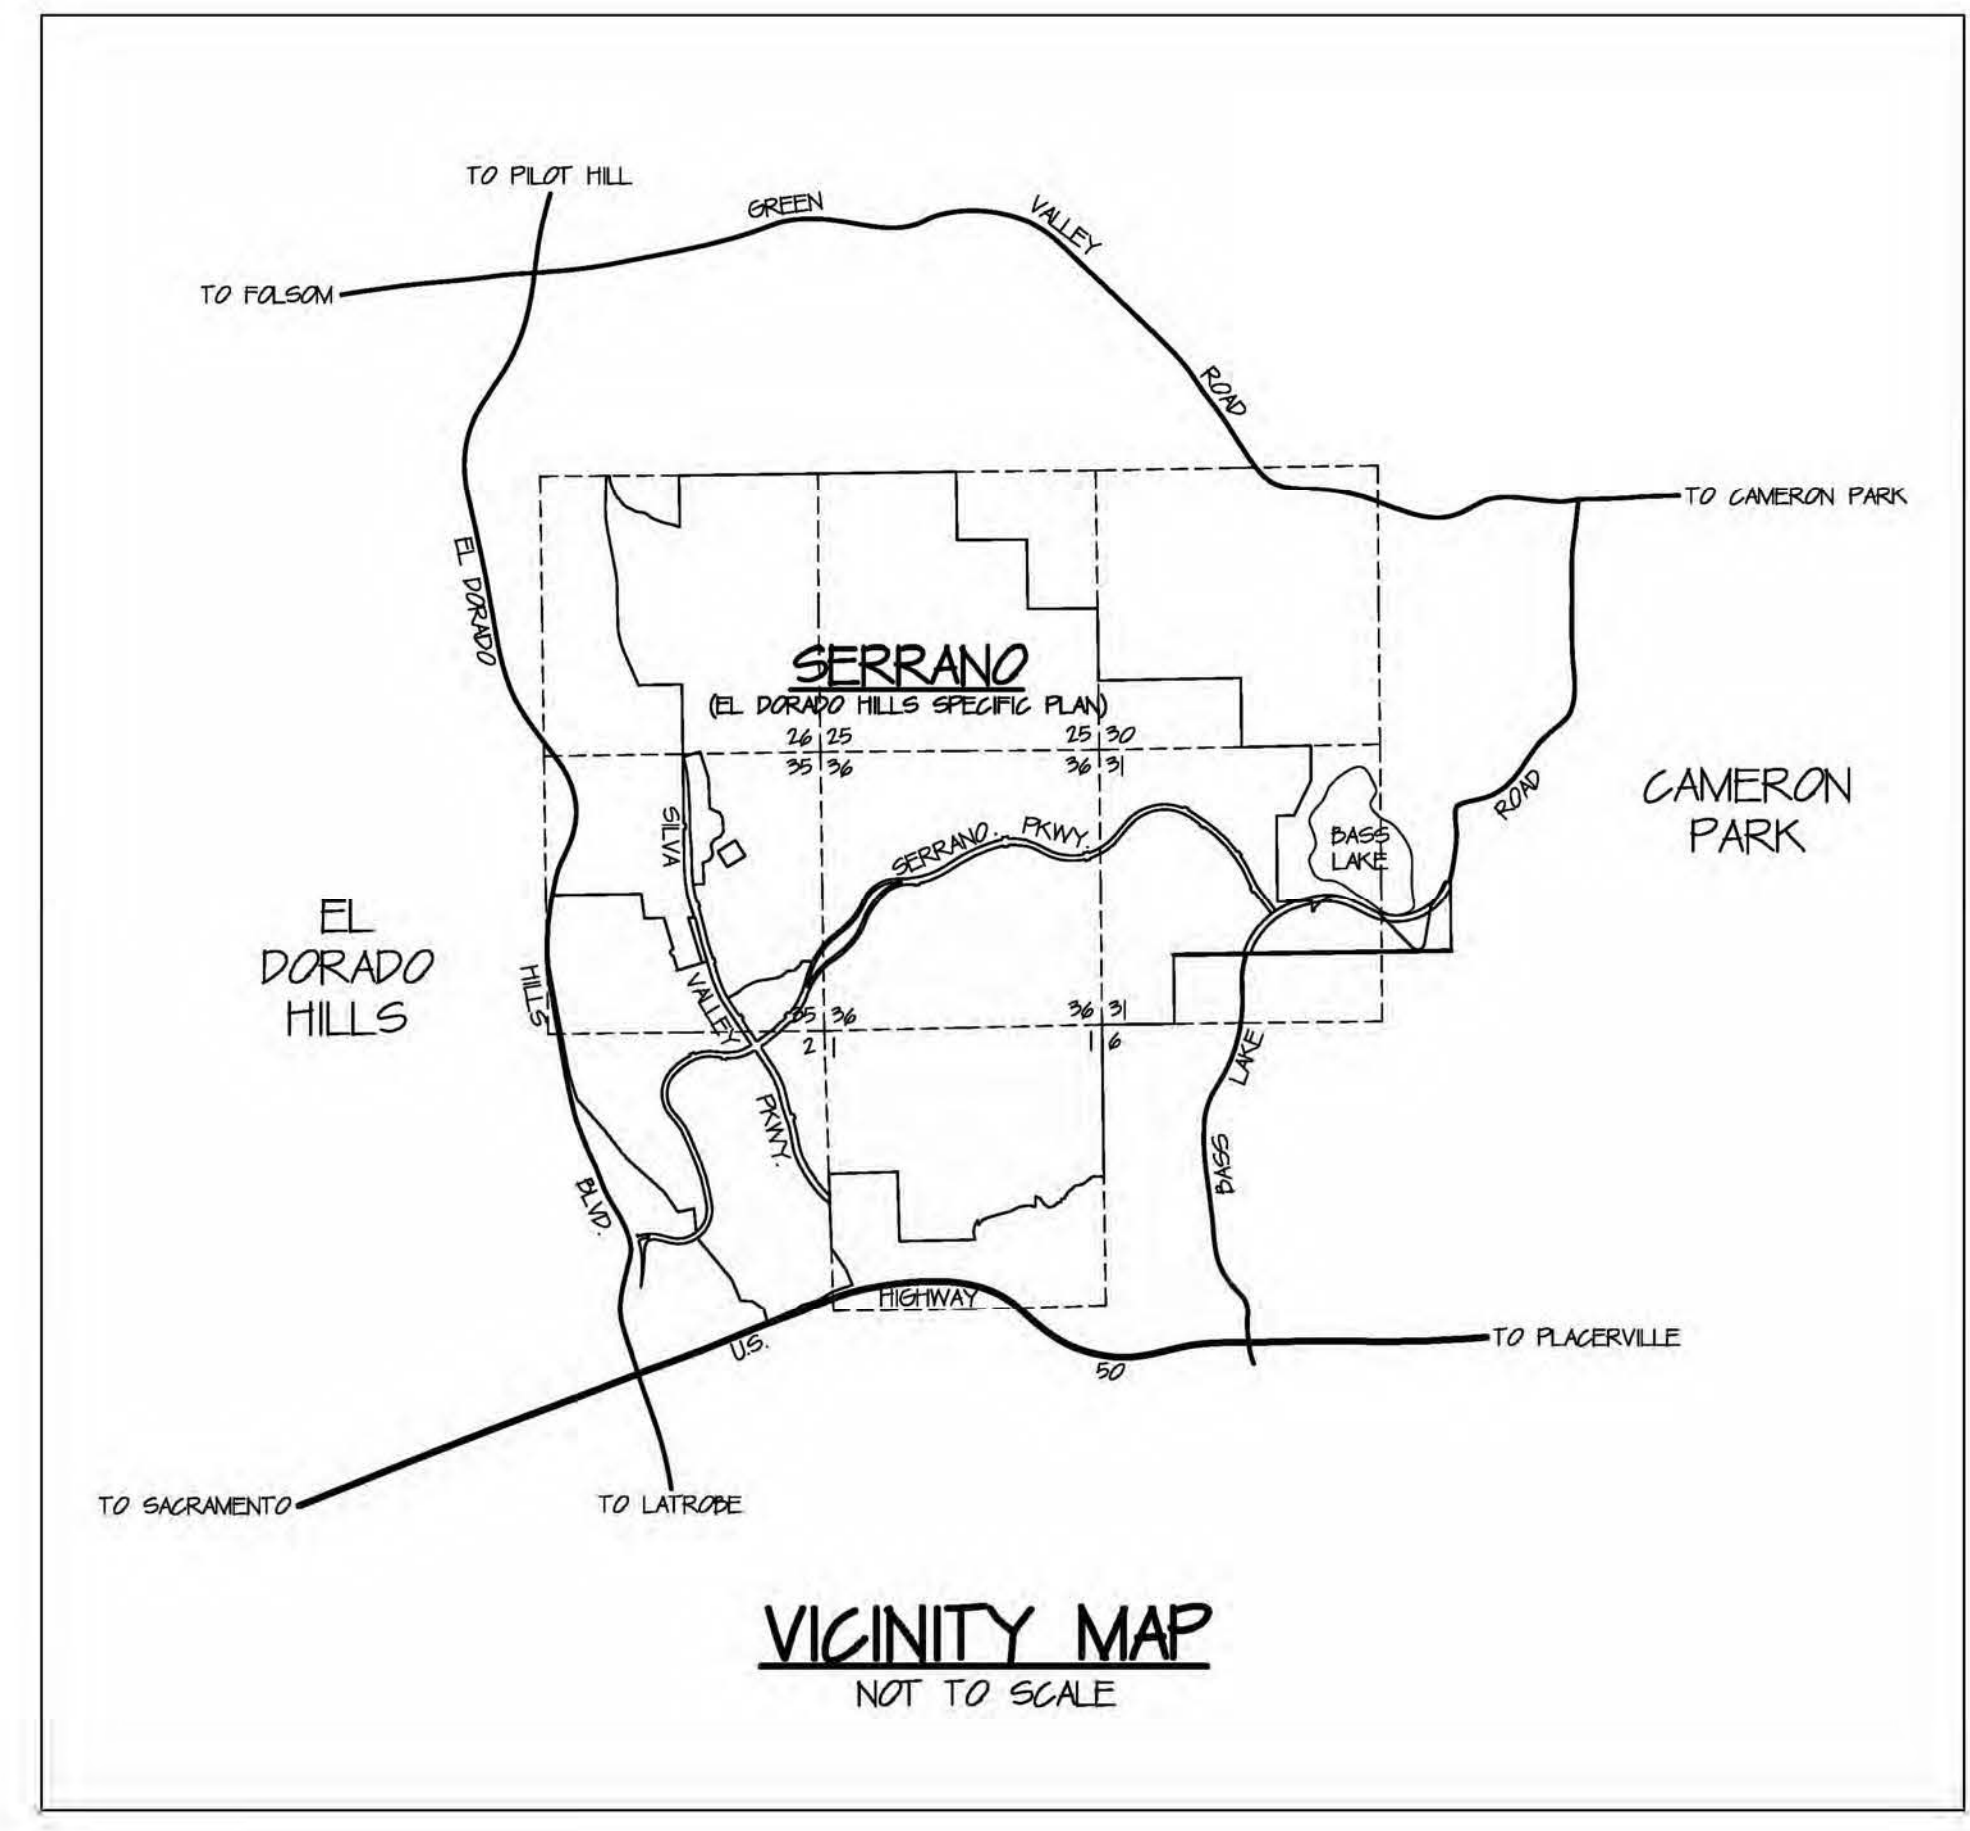 TO PILOT HILL
GREEN
VALLEY
TO FOLSOM
ROAD
TO CAMERON PARK
EL DORADO
SERRANO
(EL DORADO HILLS SPECIFIC PLAN)
26 25
25 30
35 36
36 31
CAMERON
PARK
ROAD
SILVA
SERRANO
PKWY.
BASS
LAKE
EL
DORADO
HILLS
HILLS
VALLEY
35 36
36 31
2 1
1 6
LAKE
PKWY.
BASS
BLVD.
HIGHWAY
U.S.
50
TO PLACERVILLE
TO SACRAMENTO
TO LATROBE
VICINITY MAP
NOT TO SCALE